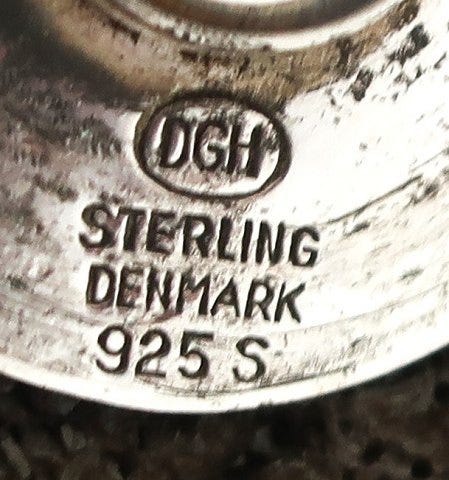 DGH
STERLING
DENMARK
925 S